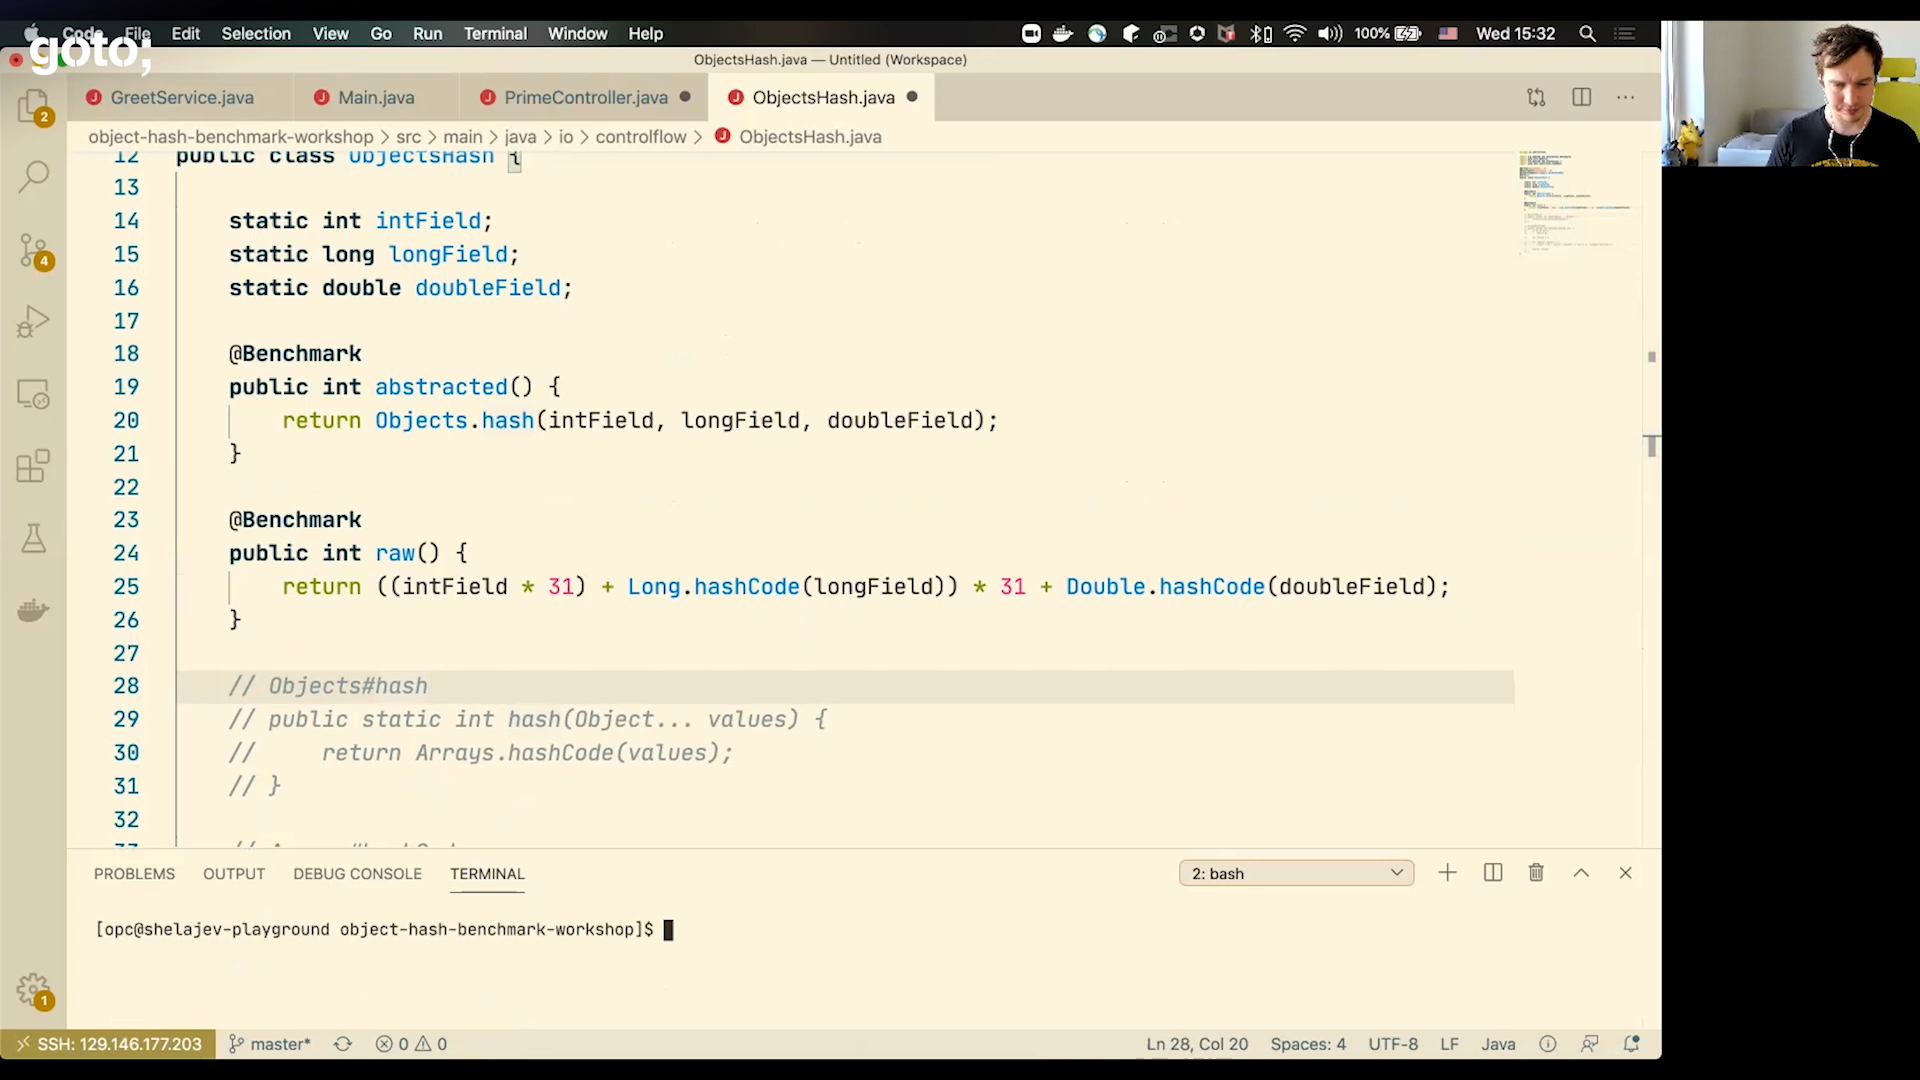 Code File Edit Selection View Go Run Terminal Window Help 100% Wed 15:32
goto;
ObjectsHash.java — Untitled (Workspace)
2 GreetService.java Main.java PrimeController.java ObjectsHash.java
object-hash-benchmark-workshop > src > main > java > io > controlflow > ObjectsHash.java
12 public class ObjectsHash {
13
14 static int intField;
4
15 static long longField;
16 static double doubleField;
17
18 @Benchmark
19 public int abstracted() {
20 return Objects.hash(intField, longField, doubleField);
21 }
22
23 @Benchmark
24 public int raw() {
25 return ((intField * 31) + Long.hashCode(longField)) * 31 + Double.hashCode(doubleField);
26 }
27
28 // Objects#hash
29 // public static int hash(Object... values) {
30 // return Arrays.hashCode(values);
31 // }
32
PROBLEMS OUTPUT DEBUG CONSOLE TERMINAL 2: bash
[opc@shelajev-playground object-hash-benchmark-workshop]$
1
SSH: 129.146.177.203 master* 0 0 Ln 28, Col 20 Spaces: 4 UTF-8 LF Java